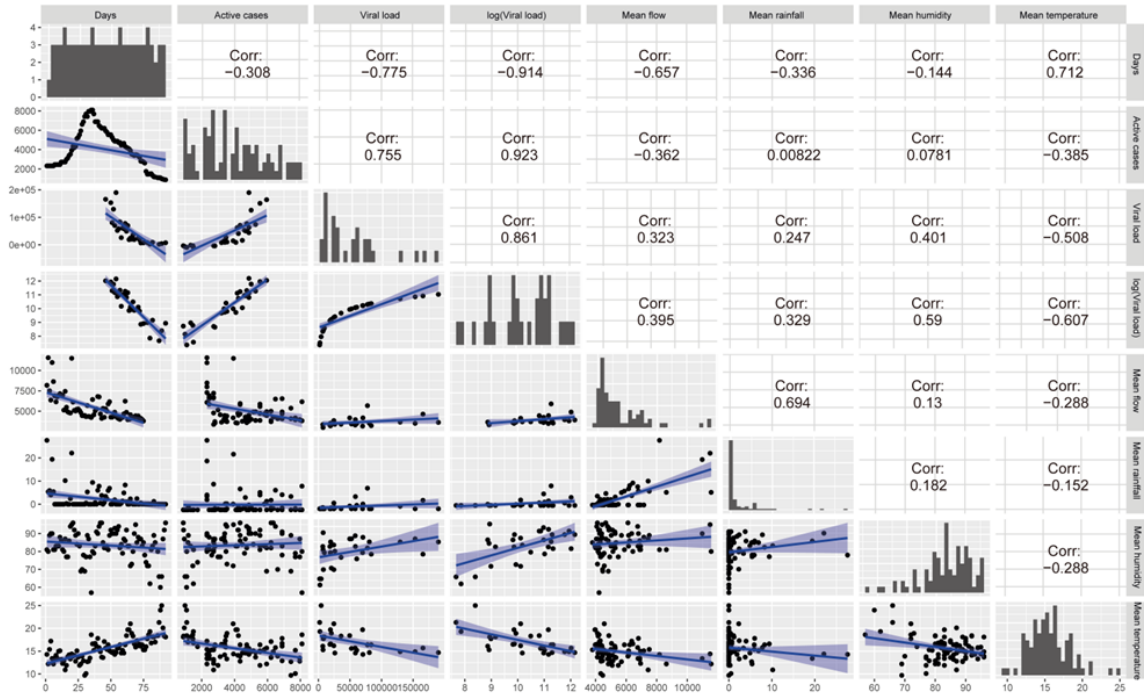 Days Active cases Viral load log(Viral load) Mean flow Mean rainfall Mean humidity Mean temperature
4
3
2
1
0
Corr:
−0.308
Corr:
−0.775
Corr:
−0.914
Corr:
−0.657
Corr:
−0.336
Corr:
−0.144
Corr:
0.712
Days
8000
6000
4000
2000
Corr:
0.755
Corr:
0.923
Corr:
−0.362
Corr:
0.00822
Corr:
0.0781
Corr:
−0.385
Active cases
2e+05
1e+05
0e+00
Corr:
0.861
Corr:
0.323
Corr:
0.247
Corr:
0.401
Corr:
−0.508
Viral load
12
11
10
9
8
Corr:
0.395
Corr:
0.329
Corr:
0.59
Corr:
−0.607
log(Viral load)
10000
7500
5000
Corr:
0.694
Corr:
0.13
Corr:
−0.288
Mean flow
20
10
0
Corr:
0.182
Corr:
−0.152
Mean rainffall
90
80
70
60
Corr:
−0.288
Mean humidity
25
20
15
10
Mean temperature
0 25 50 75
2000 4000 6000 8000
0 50000 100000150000
8 9 10 11 12
4000 6000 8000 10000
0 10 20
60 70 80 90
10 15 20 25